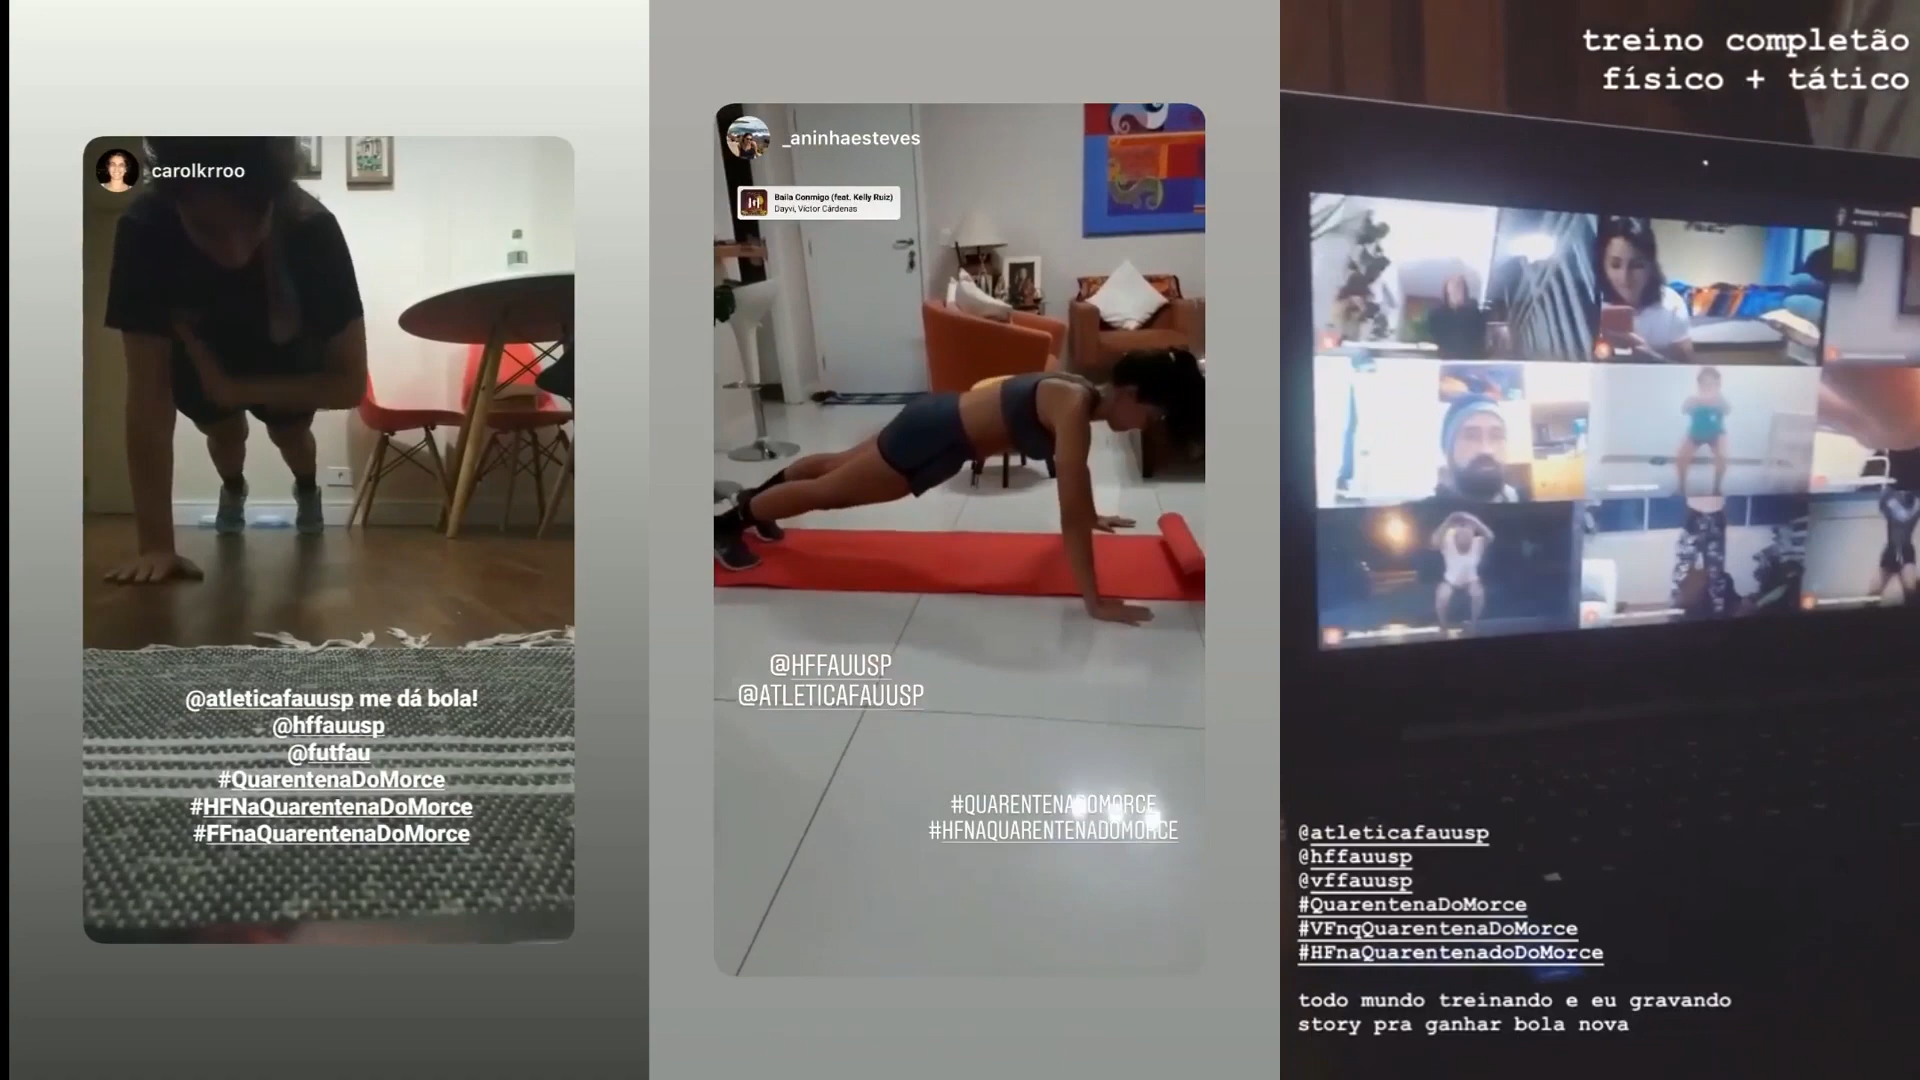 carolkrroo
@atleticafauusp me dá bola!
@hffauusp
@futfau
#QuarentenaDoMorce
#HFNaQuarentenaDoMorce
#FFnaQuarentenaDoMorce
_aninhaesteves
Baila Conmigo (feat. Kelly Ruiz)
Dayvi, Víctor Cárdenas
@HFFAUUSP
@ATLETICAFAUUSP
#QUARENTENADOMORCE
#HFNAQUARENTENADOMORCE
treino completão
físico + tático
@atleticafauusp
@hffauusp
@vffauusp
#QuarentenaDoMorce
#VFnqQuarentenaDoMorce
#HFnaQuarentenadoDoMorce
todo mundo treinando e eu gravando
story pra ganhar bola nova